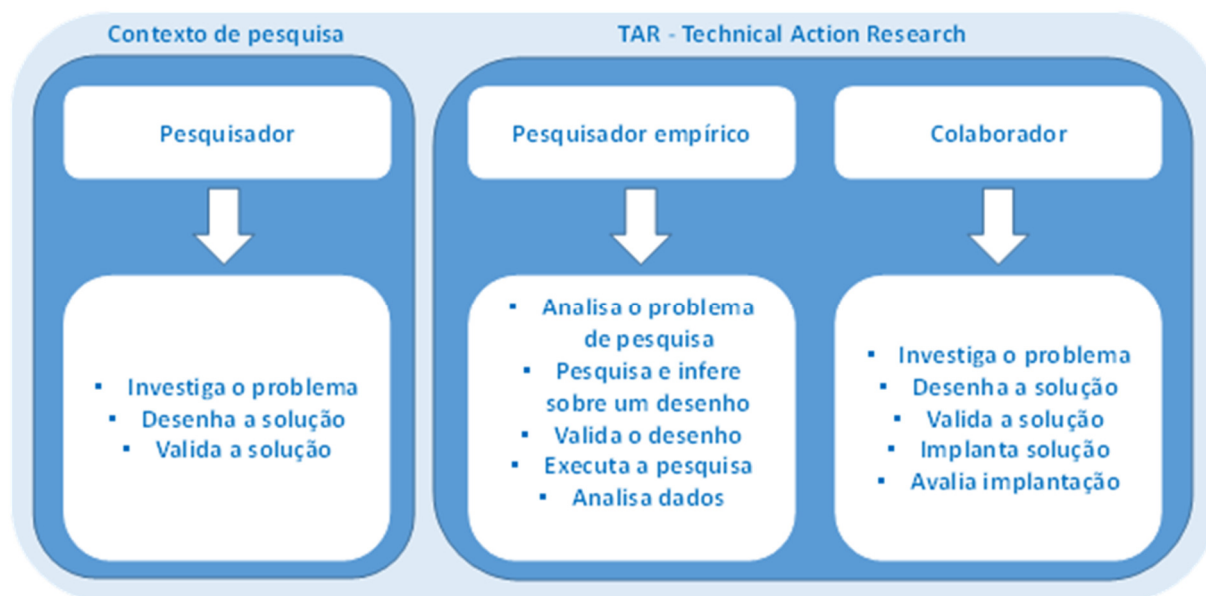 Contexto de pesquisa
Pesquisador
▪ Investiga o problema
▪ Desenha a solução
▪ Valida a solução
TAR - Technical Action Research
Pesquisador empírico
▪ Analisa o problema
de pesquisa
▪ Pesquisa e infere
sobre um desenho
▪ Valida o desenho
▪ Executa a pesquisa
▪ Analisa dados
Colaborador
▪ Investiga o problema
▪ Desenha a solução
▪ Valida a solução
▪ Implanta solução
▪ Avalia implantação